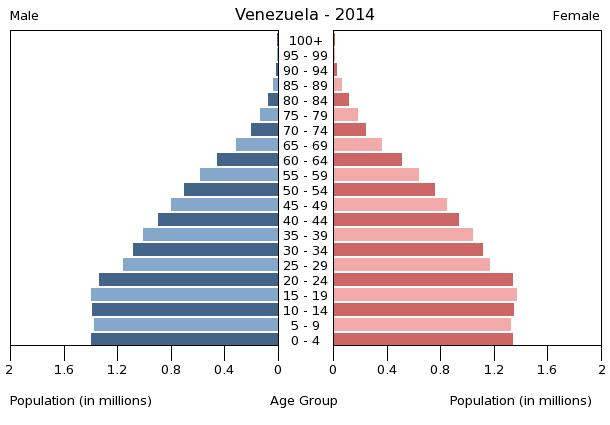 Male Venezuela - 2014 Female
100+
95 - 99
90 - 94
85 - 89
80 - 84
75 - 79
70 - 74
65 - 69
60 - 64
55 - 59
50 - 54
45 - 49
40 - 44
35 - 39
30 - 34
25 - 29
20 - 24
15 - 19
10 - 14
5 - 9
0 - 4
2 1.6 1.2 0.8 0.4 0 0 0.4 0.8 1.2 1.6 2
Population (in millions) Age Group Population (in millions)